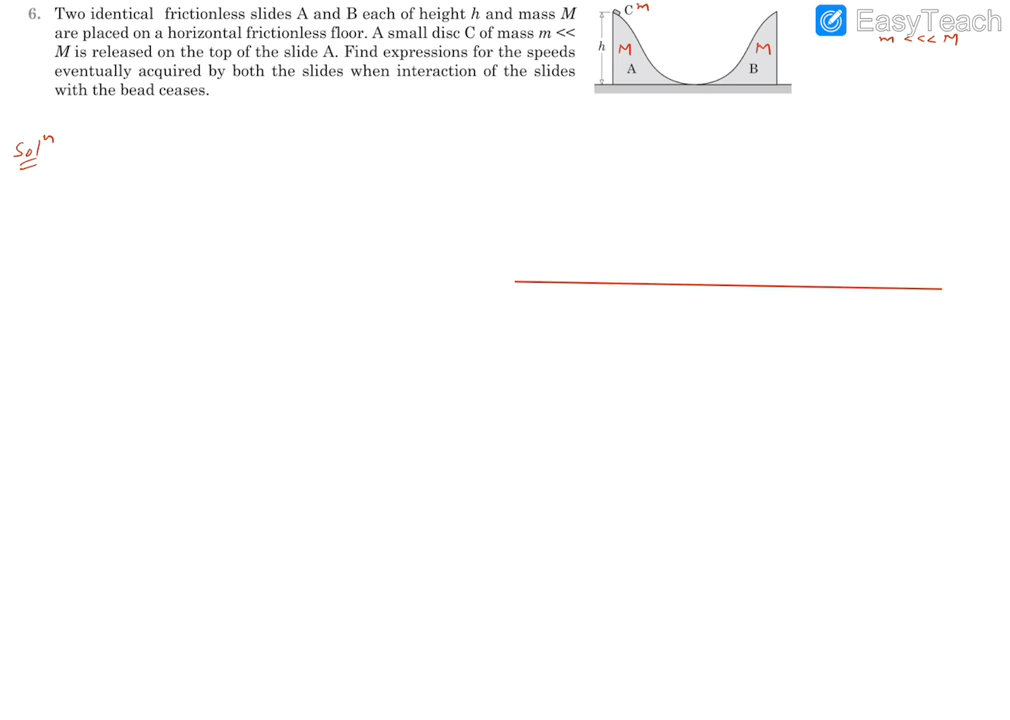 6. Two identical frictionless slides A and B each of height h and mass M
are placed on a horizontal frictionless floor. A small disc C of mass m <<
M is released on the top of the slide A. Find expressions for the speeds
eventually acquired by both the slides when interaction of the slides
with the bead ceases.
C m
h M M
A B
EasyTeach
m <<< M
Solⁿ